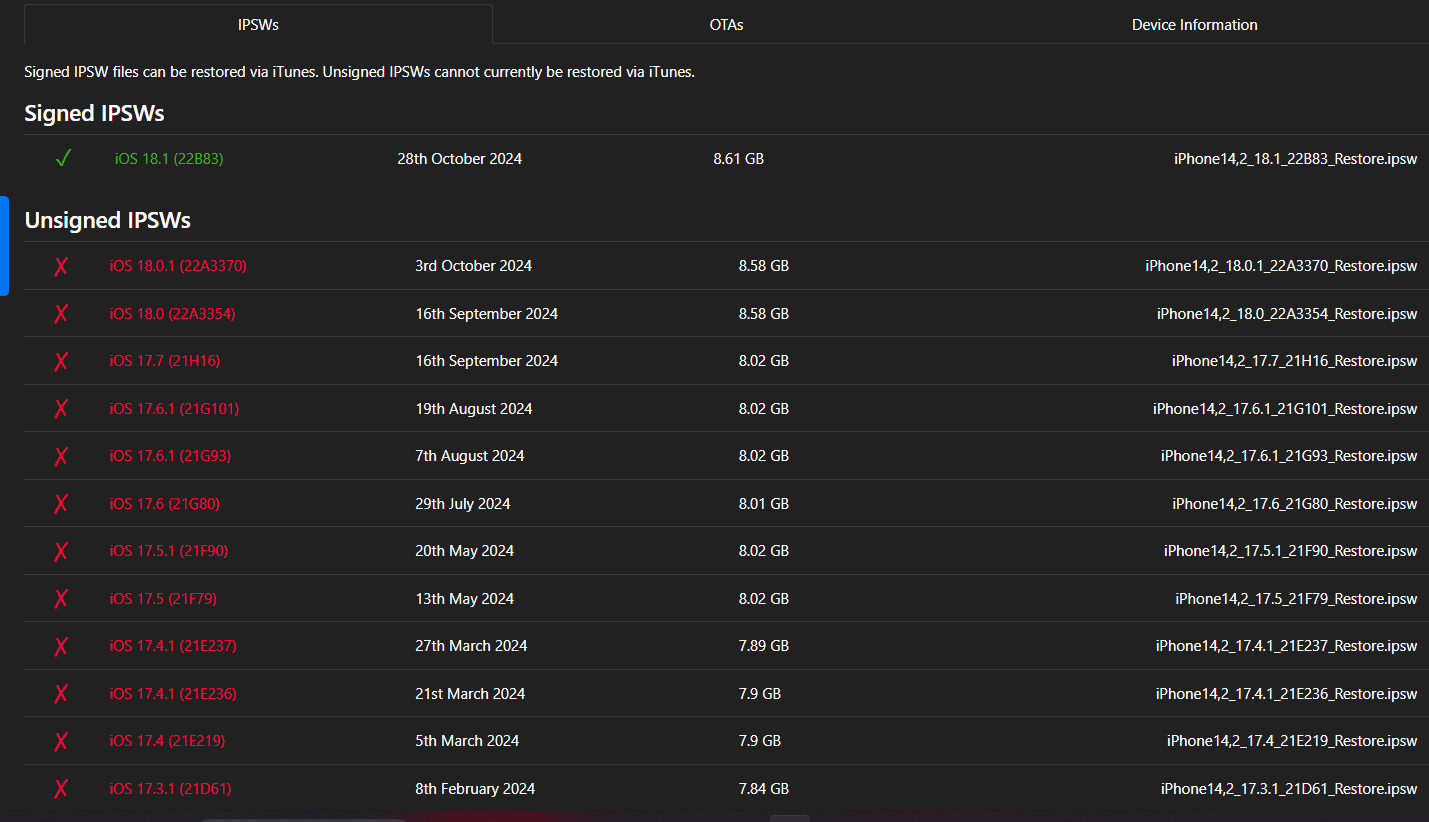 IPSWs OTAs Device Information
Signed IPSW files can be restored via iTunes. Unsigned IPSWs cannot currently be restored via iTunes.
Signed IPSWs
✓ iOS 18.1 (22B83) 28th October 2024 8.61 GB iPhone14,2_18.1_22B83_Restore.ipsw
Unsigned IPSWs
✗ iOS 18.0.1 (22A3370) 3rd October 2024 8.58 GB iPhone14,2_18.0.1_22A3370_Restore.ipsw
✗ iOS 18.0 (22A3354) 16th September 2024 8.58 GB iPhone14,2_18.0_22A3354_Restore.ipsw
✗ iOS 17.7 (21H16) 16th September 2024 8.02 GB iPhone14,2_17.7_21H16_Restore.ipsw
✗ iOS 17.6.1 (21G101) 19th August 2024 8.02 GB iPhone14,2_17.6.1_21G101_Restore.ipsw
✗ iOS 17.6.1 (21G93) 7th August 2024 8.02 GB iPhone14,2_17.6.1_21G93_Restore.ipsw
✗ iOS 17.6 (21G80) 29th July 2024 8.01 GB iPhone14,2_17.6_21G80_Restore.ipsw
✗ iOS 17.5.1 (21F90) 20th May 2024 8.02 GB iPhone14,2_17.5.1_21F90_Restore.ipsw
✗ iOS 17.5 (21F79) 13th May 2024 8.02 GB iPhone14,2_17.5_21F79_Restore.ipsw
✗ iOS 17.4.1 (21E237) 27th March 2024 7.89 GB iPhone14,2_17.4.1_21E237_Restore.ipsw
✗ iOS 17.4.1 (21E236) 21st March 2024 7.9 GB iPhone14,2_17.4.1_21E236_Restore.ipsw
✗ iOS 17.4 (21E219) 5th March 2024 7.9 GB iPhone14,2_17.4_21E219_Restore.ipsw
✗ iOS 17.3.1 (21D61) 8th February 2024 7.84 GB iPhone14,2_17.3.1_21D61_Restore.ipsw